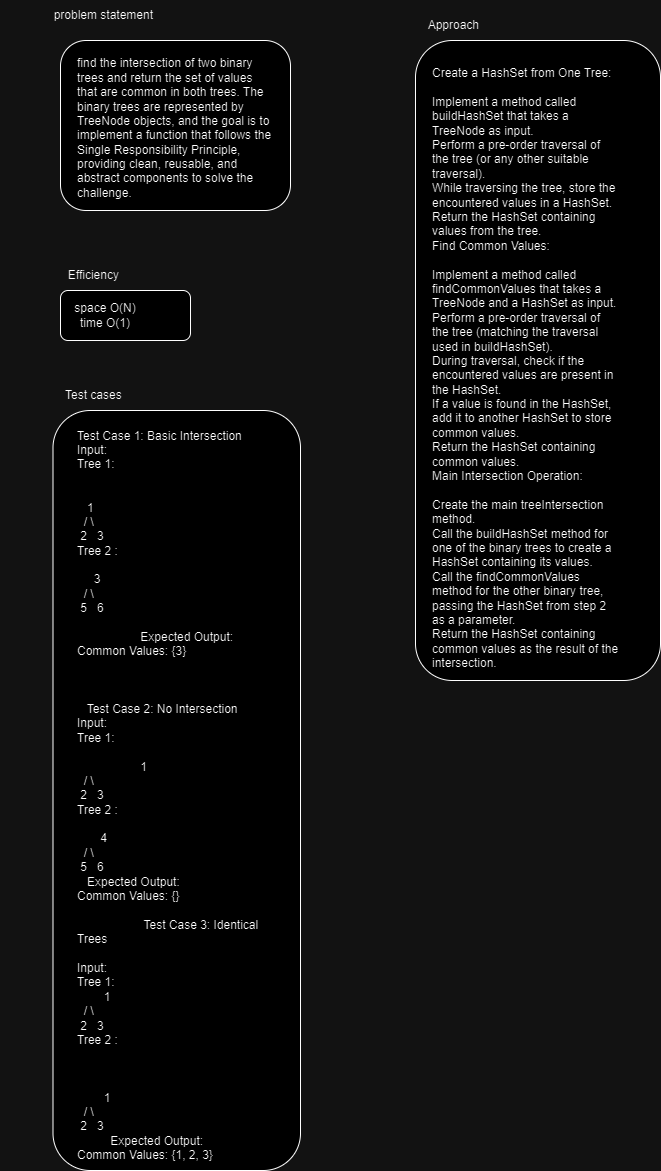 problem statement
find the intersection of two binary
trees and return the set of values
that are common in both trees. The
binary trees are represented by
TreeNode objects, and the goal is to
implement a function that follows the
Single Responsibility Principle,
providing clean, reusable, and
abstract components to solve the
challenge.
Efficiency
space O(N)
time O(1)
Test cases
Test Case 1: Basic Intersection
Input:
Tree 1:
1
/ \
2 3
Tree 2 :
3
/ \
5 6
Expected Output:
Common Values: {3}
Test Case 2: No Intersection
Input:
Tree 1:
1
/ \
2 3
Tree 2 :
4
/ \
5 6
Expected Output:
Common Values: {}
Test Case 3: Identical
Trees
Input:
Tree 1:
1
/ \
2 3
Tree 2 :
1
/ \
2 3
Expected Output:
Common Values: {1, 2, 3}
Approach
Create a HashSet from One Tree:
Implement a method called
buildHashSet that takes a
TreeNode as input.
Perform a pre-order traversal of
the tree (or any other suitable
traversal).
While traversing the tree, store the
encountered values in a HashSet.
Return the HashSet containing
values from the tree.
Find Common Values:
Implement a method called
findCommonValues that takes a
TreeNode and a HashSet as input.
Perform a pre-order traversal of
the tree (matching the traversal
used in buildHashSet).
During traversal, check if the
encountered values are present in
the HashSet.
If a value is found in the HashSet,
add it to another HashSet to store
common values.
Return the HashSet containing
common values.
Main Intersection Operation:
Create the main treeIntersection
method.
Call the buildHashSet method for
one of the binary trees to create a
HashSet containing its values.
Call the findCommonValues
method for the other binary tree,
passing the HashSet from step 2
as a parameter.
Return the HashSet containing
common values as the result of the
intersection.